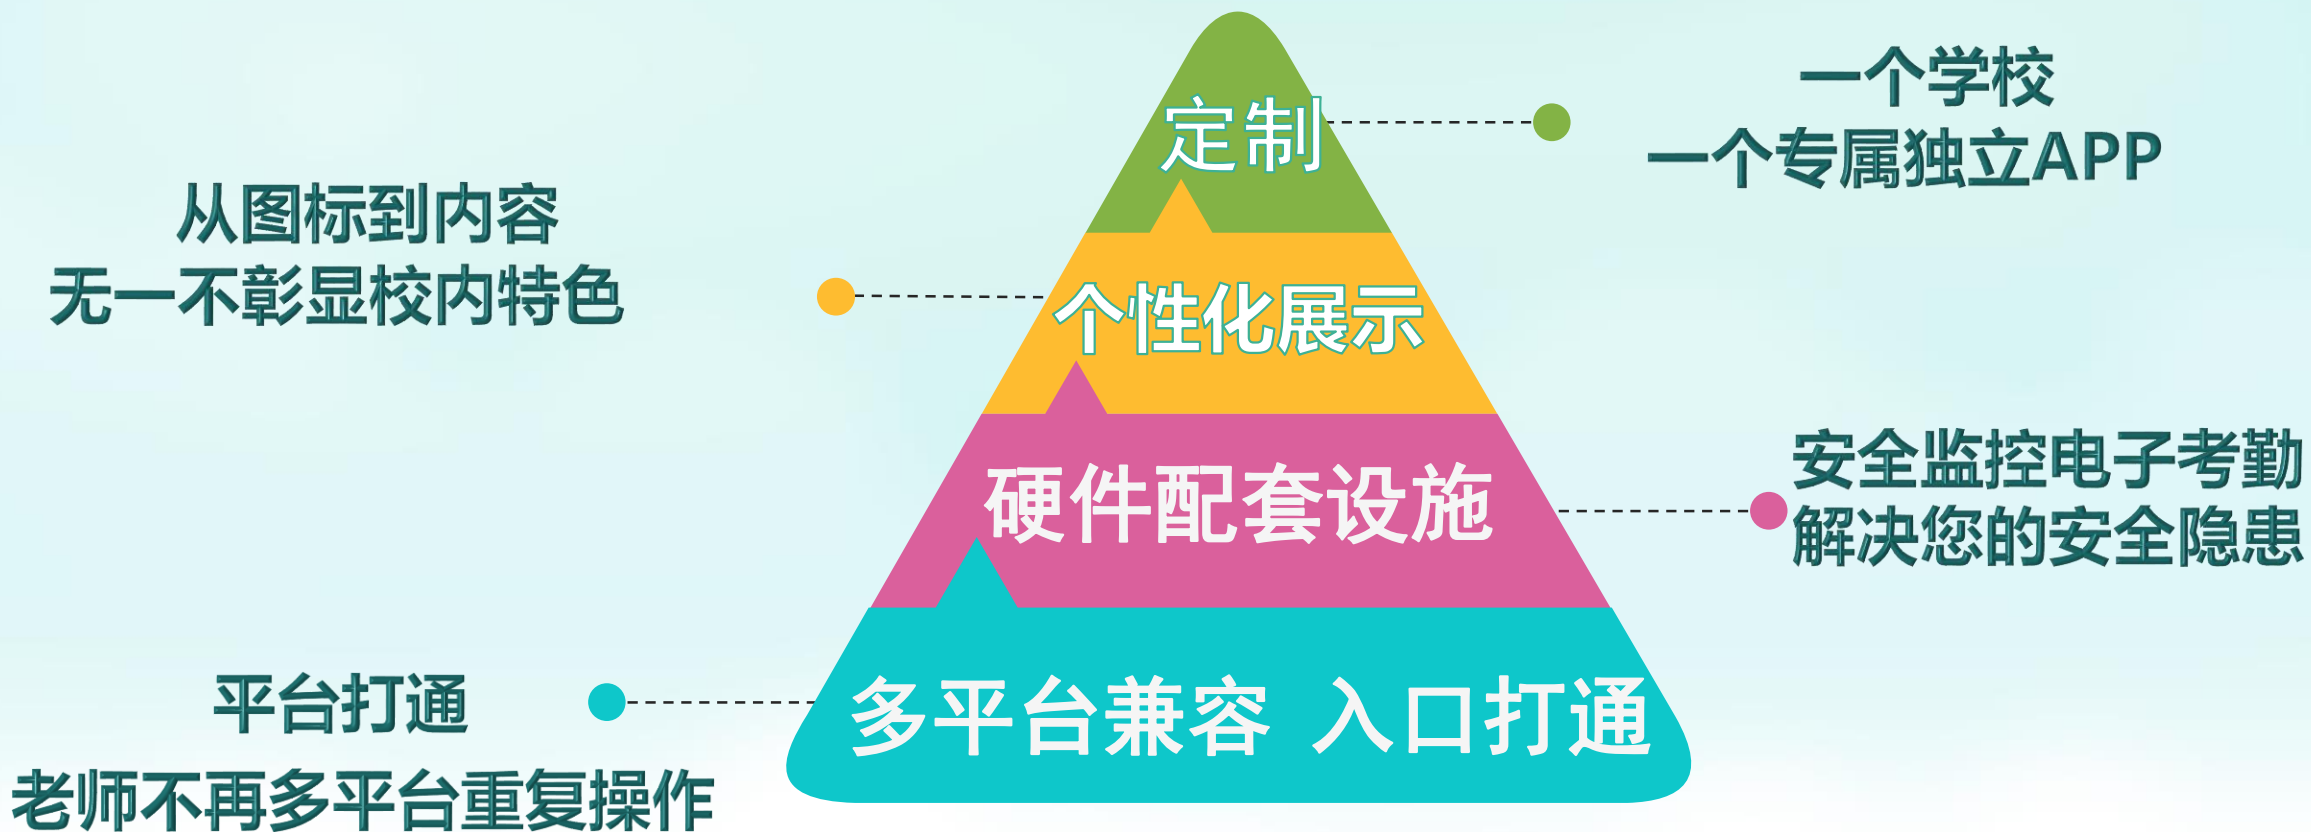 定制
一个学校
一个专属独立APP
从图标到内容
无一不彰显校内特色
个性化展示
硬件配套设施
安全监控电子考勤
解决您的安全隐患
多平台兼容 入口打通
平台打通
老师不再多平台重复操作